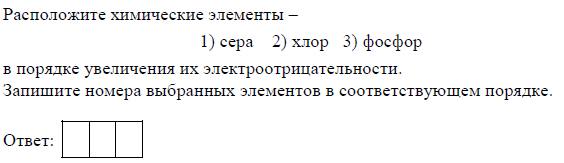 Расположите химические элементы –
1) сера 2) хлор 3) фосфор
в порядке увеличения их электроотрицательности.
Запишите номера выбранных элементов в соответствующем порядке.
Ответ: